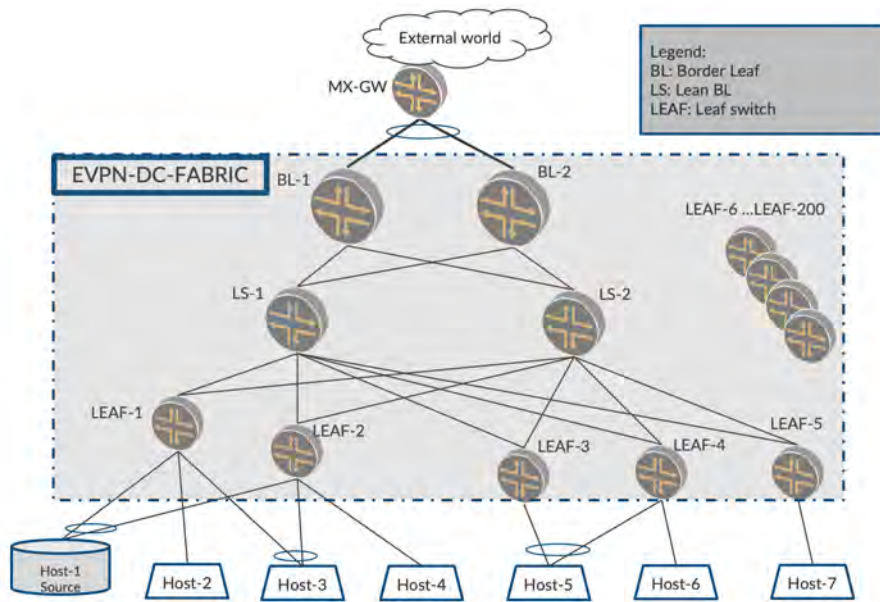 External world
MX-GW
Legend:
BL: Border Leaf
LS: Lean BL
LEAF: Leaf switch
EVPN-DC-FABRIC
BL-1
BL-2
LEAF-6 ...LEAF-200
LS-1
LS-2
LEAF-1
LEAF-2
LEAF-3
LEAF-4
LEAF-5
Host-1
Source
Host-2
Host-3
Host-4
Host-5
Host-6
Host-7